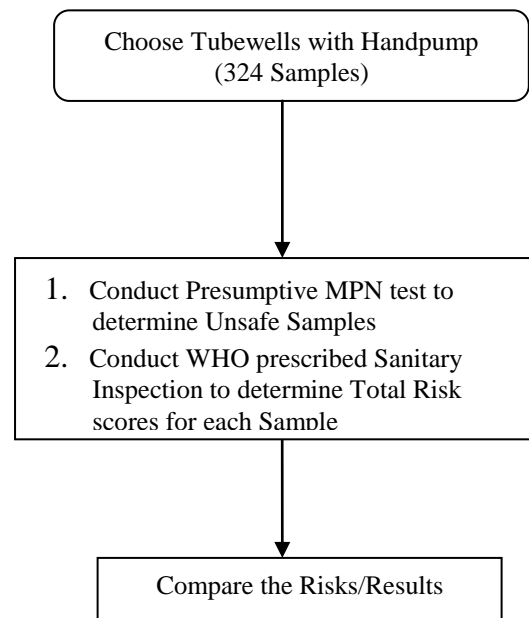 Choose Tubewells with Handpump
(324 Samples)
1. Conduct Presumptive MPN test to
determine Unsafe Samples
2. Conduct WHO prescribed Sanitary
Inspection to determine Total Risk
scores for each Sample
Compare the Risks/Results